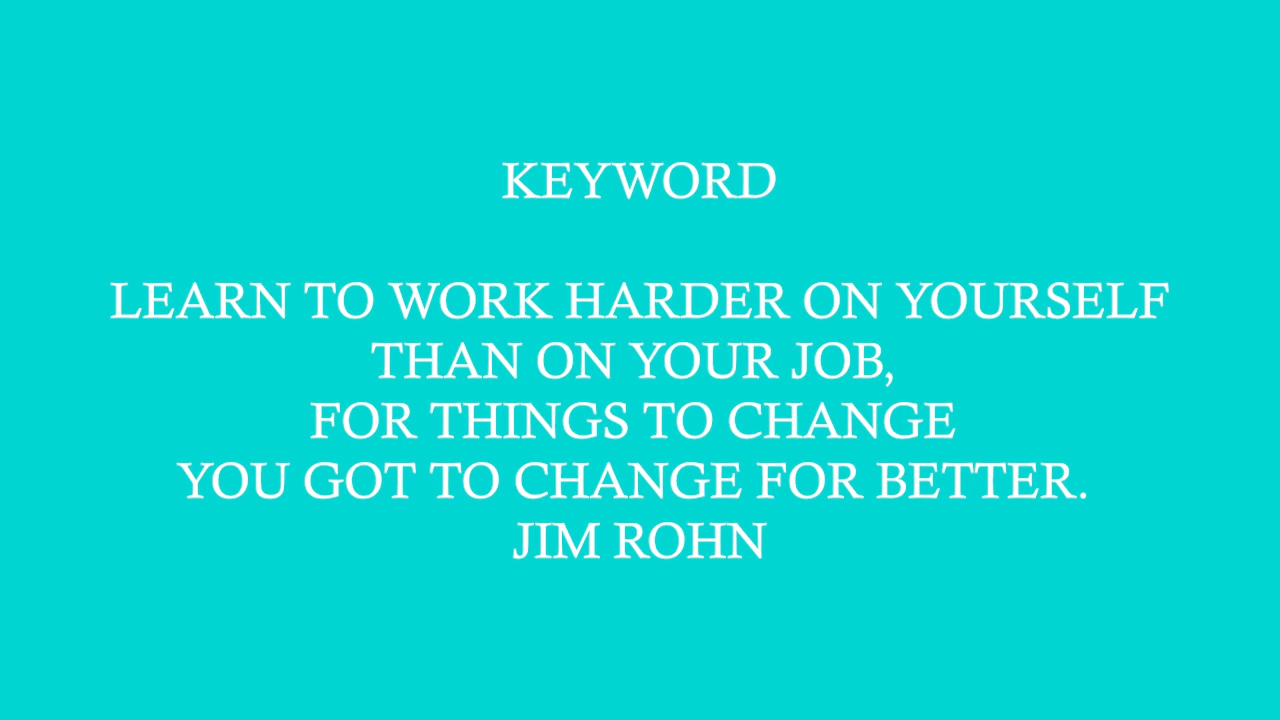 KEYWORD
LEARN TO WORK HARDER ON YOURSELF
THAN ON YOUR JOB,
FOR THINGS TO CHANGE
YOU GOT TO CHANGE FOR BETTER.
JIM ROHN